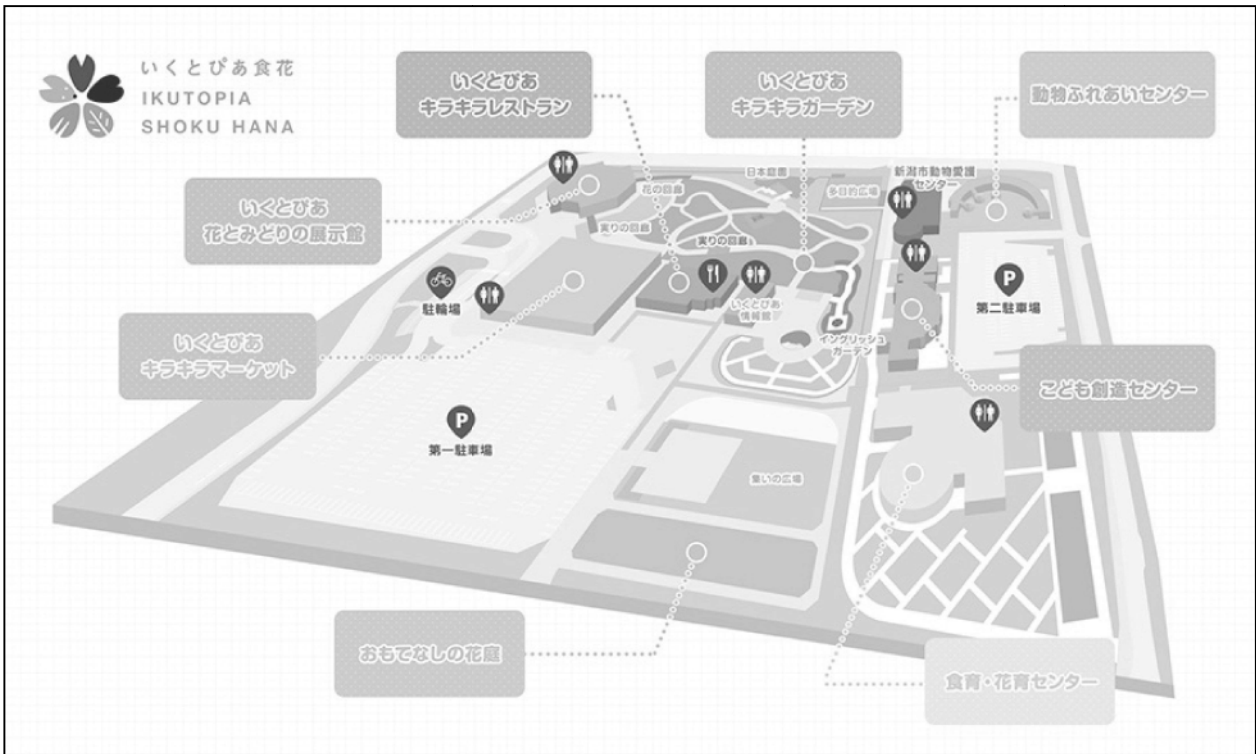 いくとぴあ食花
IKUTOPIA
SHOKU HANA
いくとぴあ
キラキラレストラン
いくとぴあ
キラキラガーデン
動物ふれあいセンター
いくとぴあ
花とみどりの展示館
花の回廊
日本庭園
多目的広場
新潟市動物愛護
センター
実りの回廊
実りの回廊
駐輪場
いくとぴあ
情報館
P
第二駐車場
イングリッシュ
ガーデン
いくとぴあ
キラキラマーケット
こども創造センター
P
第一駐車場
集いの広場
おもてなしの花庭
食育・花育センター